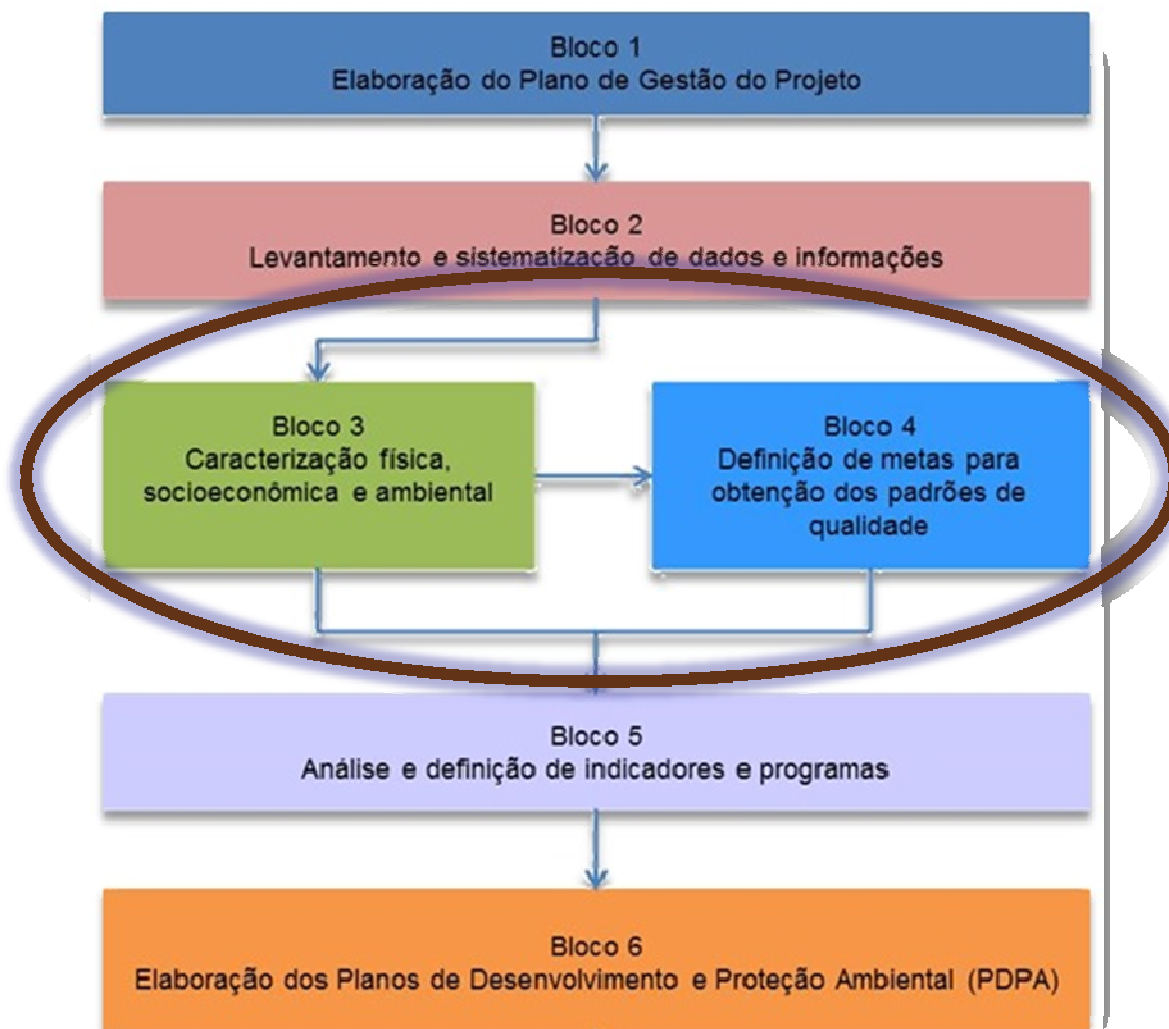 Bloco 1
Elaboração do Plano de Gestão do Projeto
Bloco 2
Levantamento e sistematização de dados e informações
Bloco 3
Caracterização física,
socioeconômica e ambiental
Bloco 4
Definição de metas para
obtenção dos padrões de
qualidade
Bloco 5
Análise e definição de indicadores e programas
Bloco 6
Elaboração dos Planos de Desenvolvimento e Proteção Ambiental (PDPA)